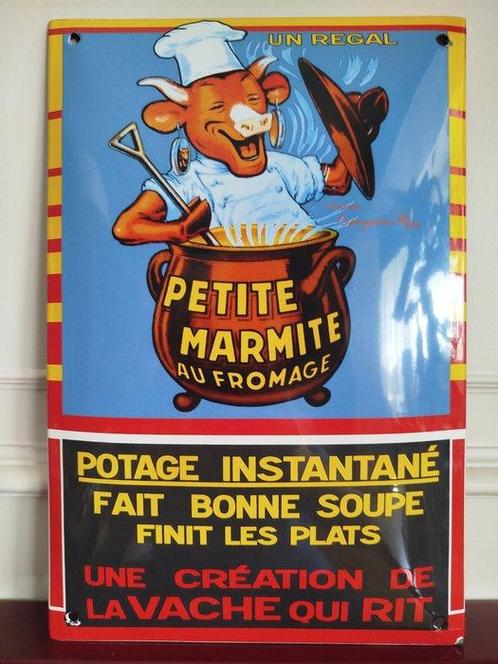 UN REGAL
PETITE
MARMITE
AU FROMAGE
POTAGE INSTANTANÉ
FAIT BONNE SOUPE
FINIT LES PLATS
UNE CRÉATION DE
LA VACHE QUI RIT